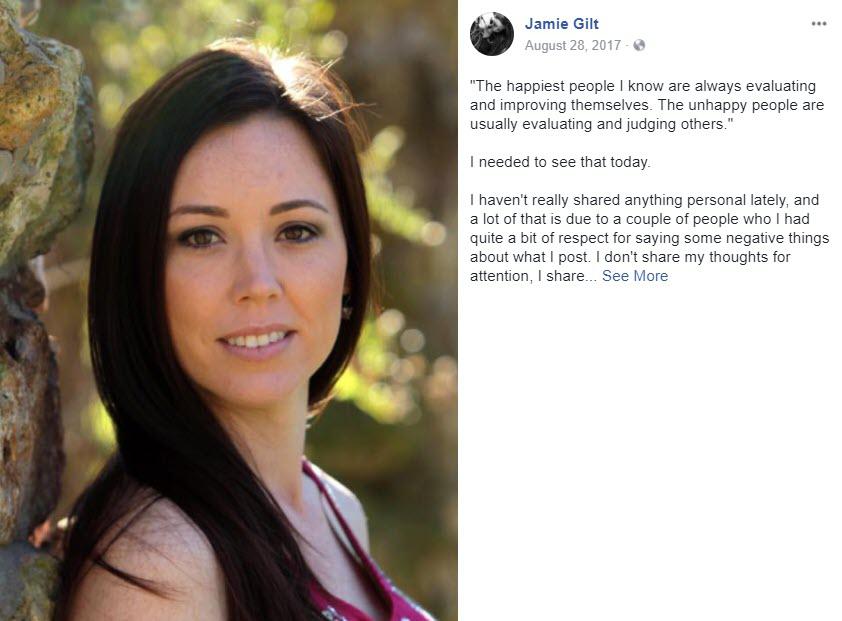 Jamie Gilt
August 28, 2017 ·
"The happiest people I know are always evaluating
and improving themselves. The unhappy people are
usually evaluating and judging others."
I needed to see that today.
I haven't really shared anything personal lately, and
a lot of that is due to a couple of people who I had
quite a bit of respect for saying some negative things
about what I post. I don't share my thoughts for
attention, I share... See More